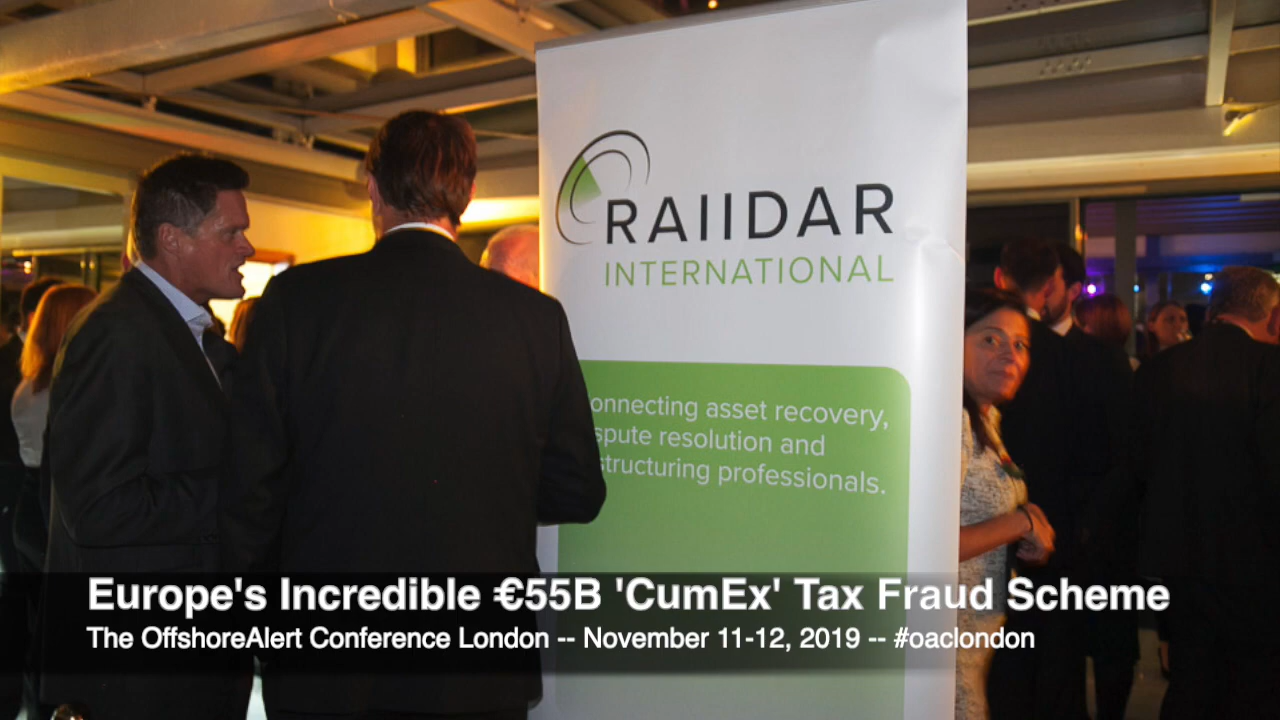 RAIIDAR
INTERNATIONAL
onnecting asset recovery,
spute resolution and
structuring professionals.
Europe's Incredible €55B 'CumEx' Tax Fraud Scheme
The OffshoreAlert Conference London -- November 11-12, 2019 -- #oaclondon